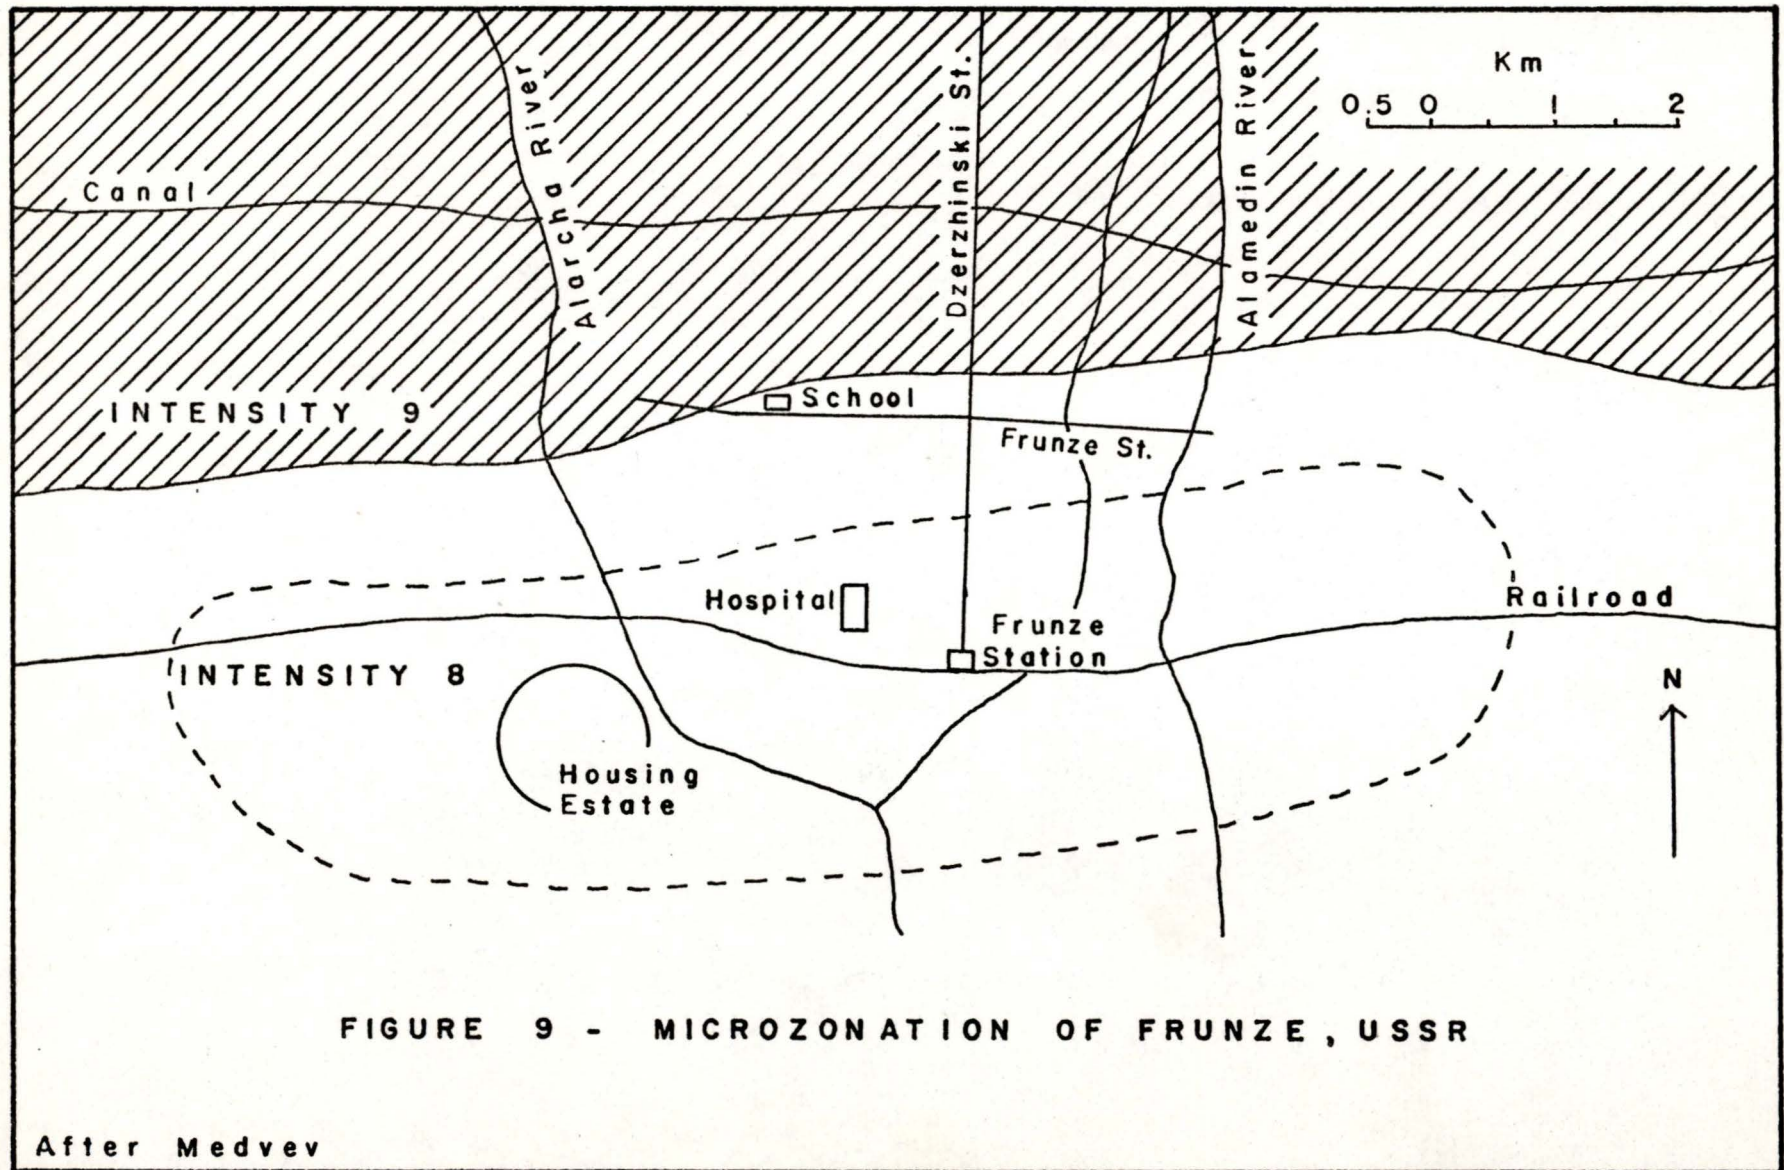 Km
0.5 0 1 2
Alarcha River
Dzerzhinski St.
Alamedin River
Canal
INTENSITY 9
School
Frunze St.
Hospital
Frunze
Station
Railroad
INTENSITY 8
N
Housing
Estate
FIGURE 9 - MICROZONATION OF FRUNZE, USSR
After Medvev